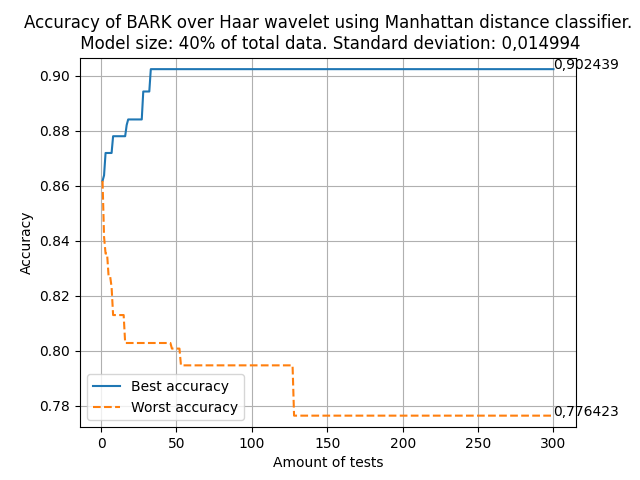 Accuracy of BARK over Haar wavelet using Manhattan distance classifier.
Model size: 40% of total data. Standard deviation: 0,014994
0,902439
0.90
0.88
0.86
0.84
0.82
0.80
0.78
Accuracy
Best accuracy
Worst accuracy
0,776423
0 50 100 150 200 250 300
Amount of tests